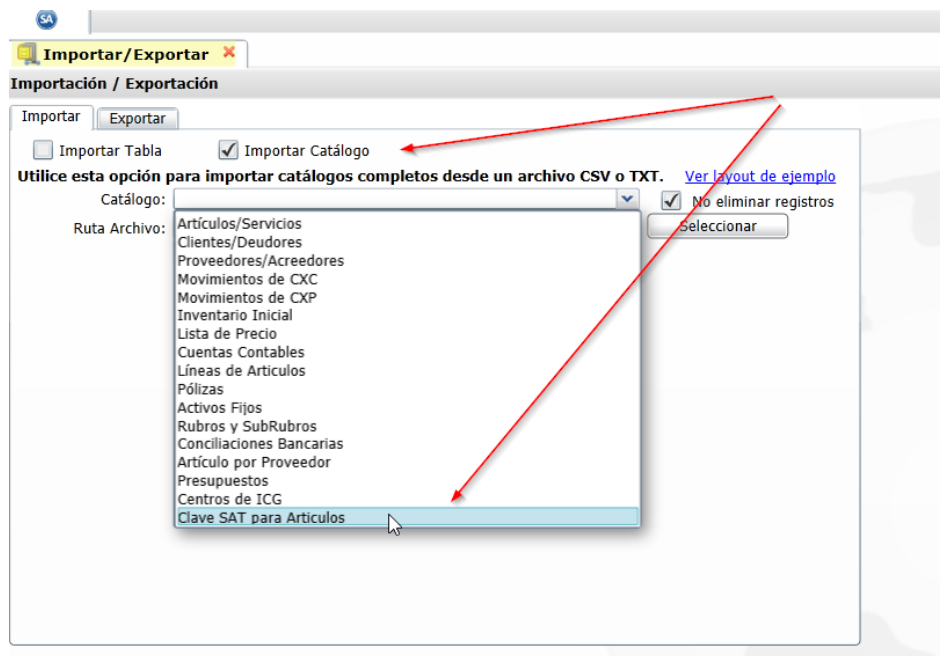 SA
Importar/Exportar
Importación / Exportación
Importar Exportar
Importar Tabla Importar Catálogo
Utilice esta opción para importar catálogos completos desde un archivo CSV o TXT. Ver layout de ejemplo
Catálogo: No eliminar registros
Ruta Archivo: Seleccionar
Artículos/Servicios
Clientes/Deudores
Proveedores/Acreedores
Movimientos de CXC
Movimientos de CXP
Inventario Inicial
Lista de Precio
Cuentas Contables
Líneas de Articulos
Pólizas
Activos Fijos
Rubros y SubRubros
Conciliaciones Bancarias
Artículo por Proveedor
Presupuestos
Centros de ICG
Clave SAT para Articulos